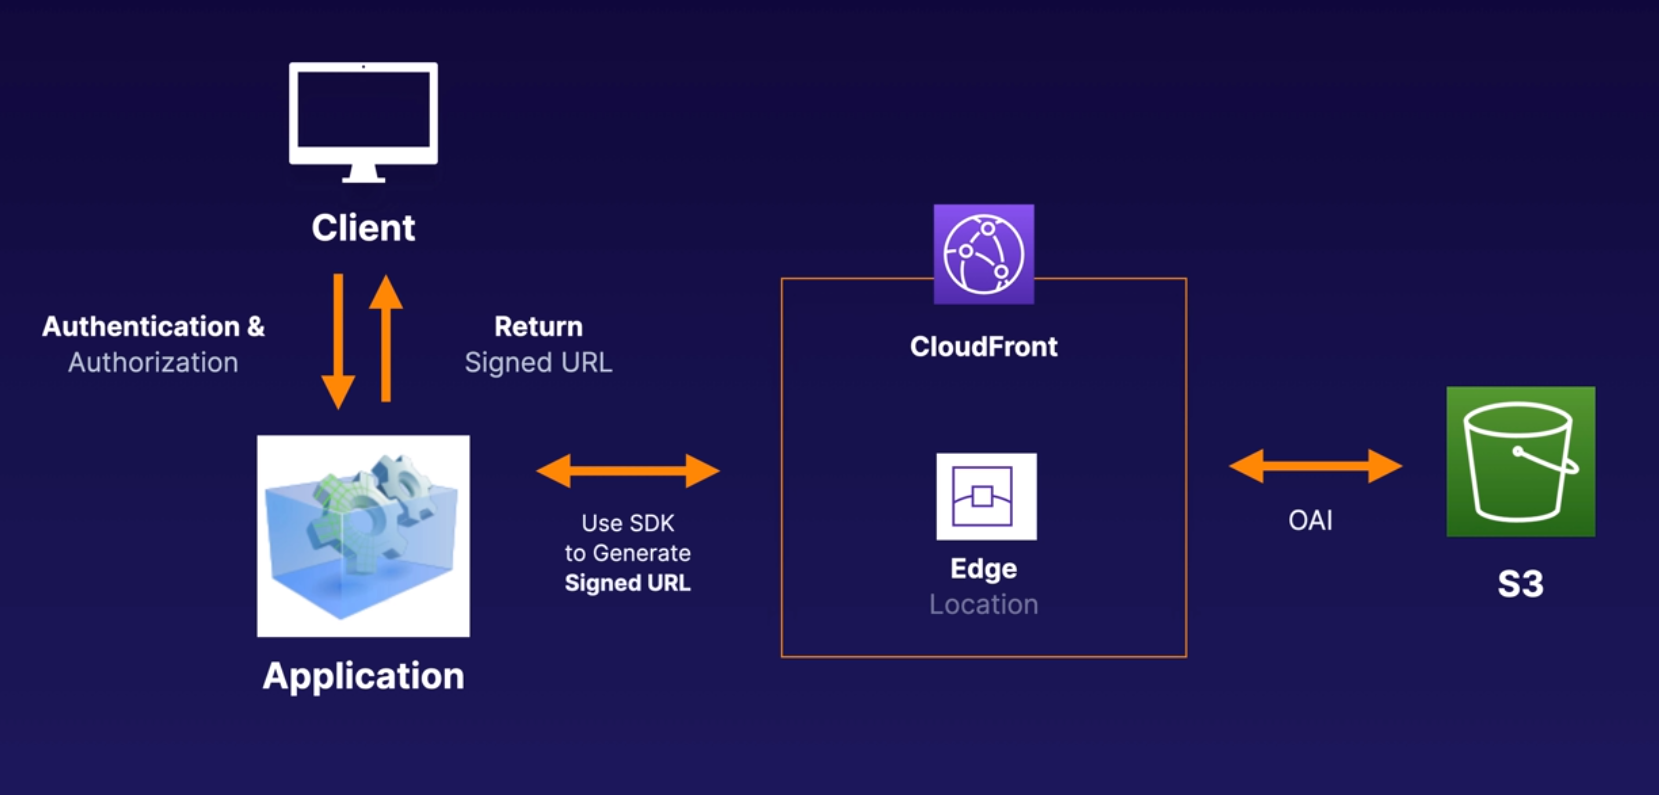 Client
Authentication &
Authorization
Return
Signed URL
Application
Use SDK
to Generate
Signed URL
CloudFront
Edge
Location
OAI
S3